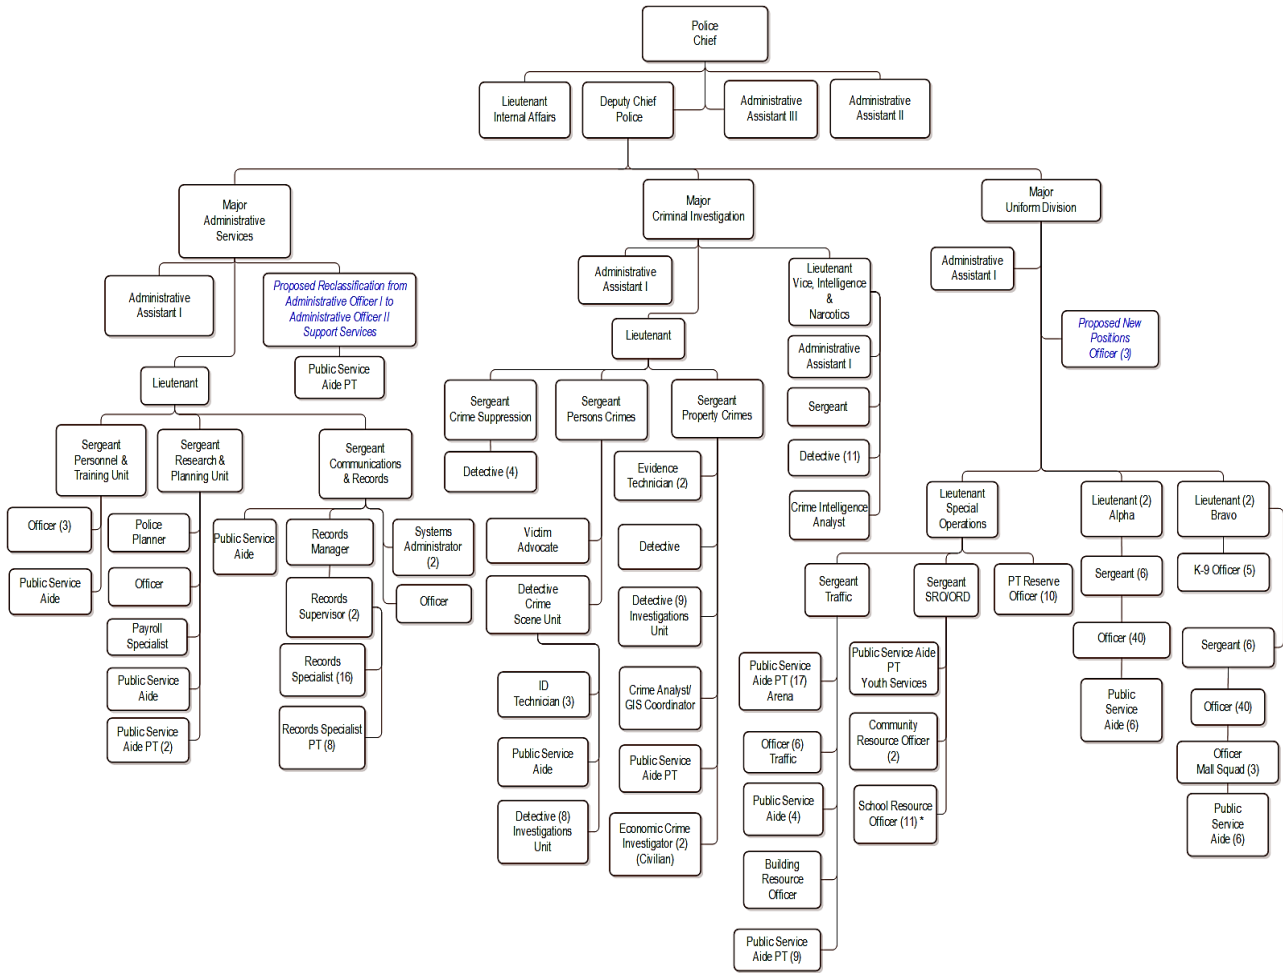 Police
Chief
Lieutenant
Internal Affairs
Deputy Chief
Police
Administrative
Assistant III
Administrative
Assistant II
Major
Administrative
Services
Major
Criminal Investigation
Major
Uniform Division
Administrative
Assistant I
Proposed Reclassification from
Administrative Officer I to
Administrative Officer II
Support Services
Public Service
Aide PT
Lieutenant
Sergeant
Personnel &
Training Unit
Officer (3)
Public Service
Aide
Sergeant
Research &
Planning Unit
Police
Planner
Officer
Payroll
Specialist
Public Service
Aide
Public Service
Aide PT (2)
Sergeant
Communications
& Records
Public Service
Aide
Records
Manager
Records
Supervisor (2)
Records
Specialist (16)
Records Specialist
PT (8)
Systems
Administrator
(2)
Officer
Administrative
Assistant I
Lieutenant
Sergeant
Crime Suppression
Detective (4)
Sergeant
Persons Crimes
Victim
Advocate
Detective
Crime
Scene Unit
ID
Technician (3)
Public Service
Aide
Detective (8)
Investigations
Unit
Sergeant
Property Crimes
Evidence
Technician (2)
Detective
Detective (9)
Investigations
Unit
Crime Analyst/
GIS Coordinator
Public Service
Aide PT
Economic Crime
Investigator (2)
(Civilian)
Lieutenant
Vice, Intelligence
&
Narcotics
Administrative
Assistant I
Sergeant
Detective (11)
Crime Intelligence
Analyst
Administrative
Assistant I
Proposed New
Positions
Officer (3)
Lieutenant
Special
Operations
Sergeant
Traffic
Public Service
Aide PT (17)
Arena
Officer (6)
Traffic
Public Service
Aide (4)
Building
Resource
Officer
Public Service
Aide PT (9)
Sergeant
SRO/ORD
Public Service Aide
PT
Youth Services
Community
Resource Officer
(2)
School Resource
Officer (11) *
PT Reserve
Officer (10)
Lieutenant (2)
Alpha
Sergeant (6)
Officer (40)
Public
Service
Aide (6)
Lieutenant (2)
Bravo
K-9 Officer (5)
Sergeant (6)
Officer (40)
Officer
Mall Squad (3)
Public
Service
Aide (6)